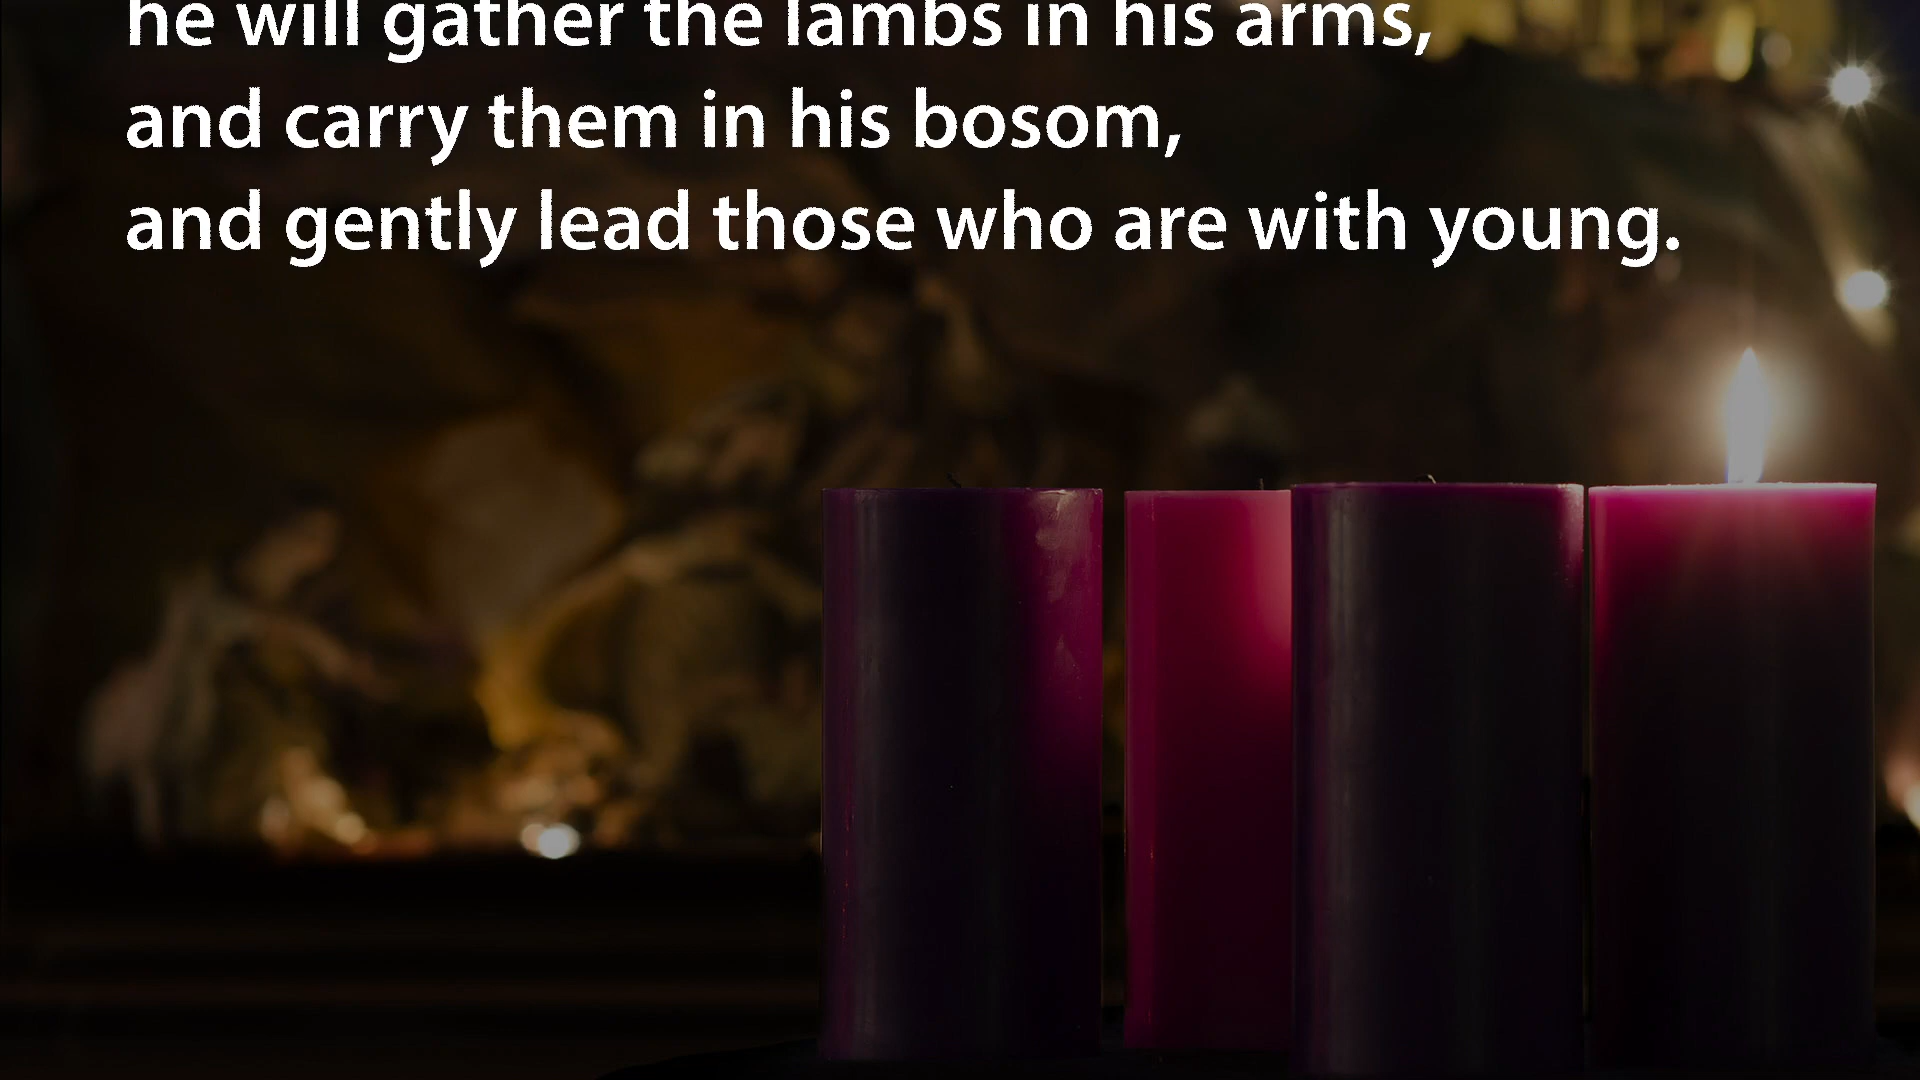 he will gather the lambs in his arms,
and carry them in his bosom,
and gently lead those who are with young.